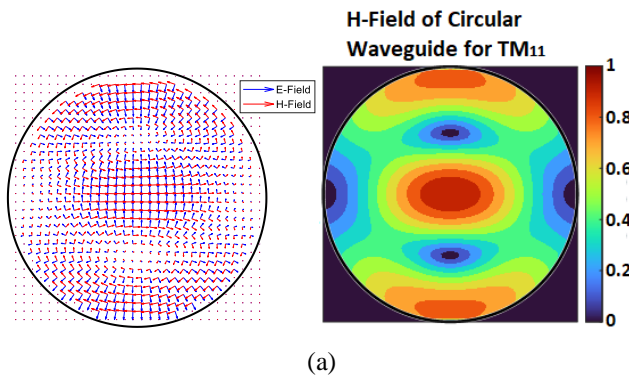 H-Field of Circular
Waveguide for TM₁₁
E-Field
H-Field
1
0.8
0.6
0.4
0.2
0
(a)